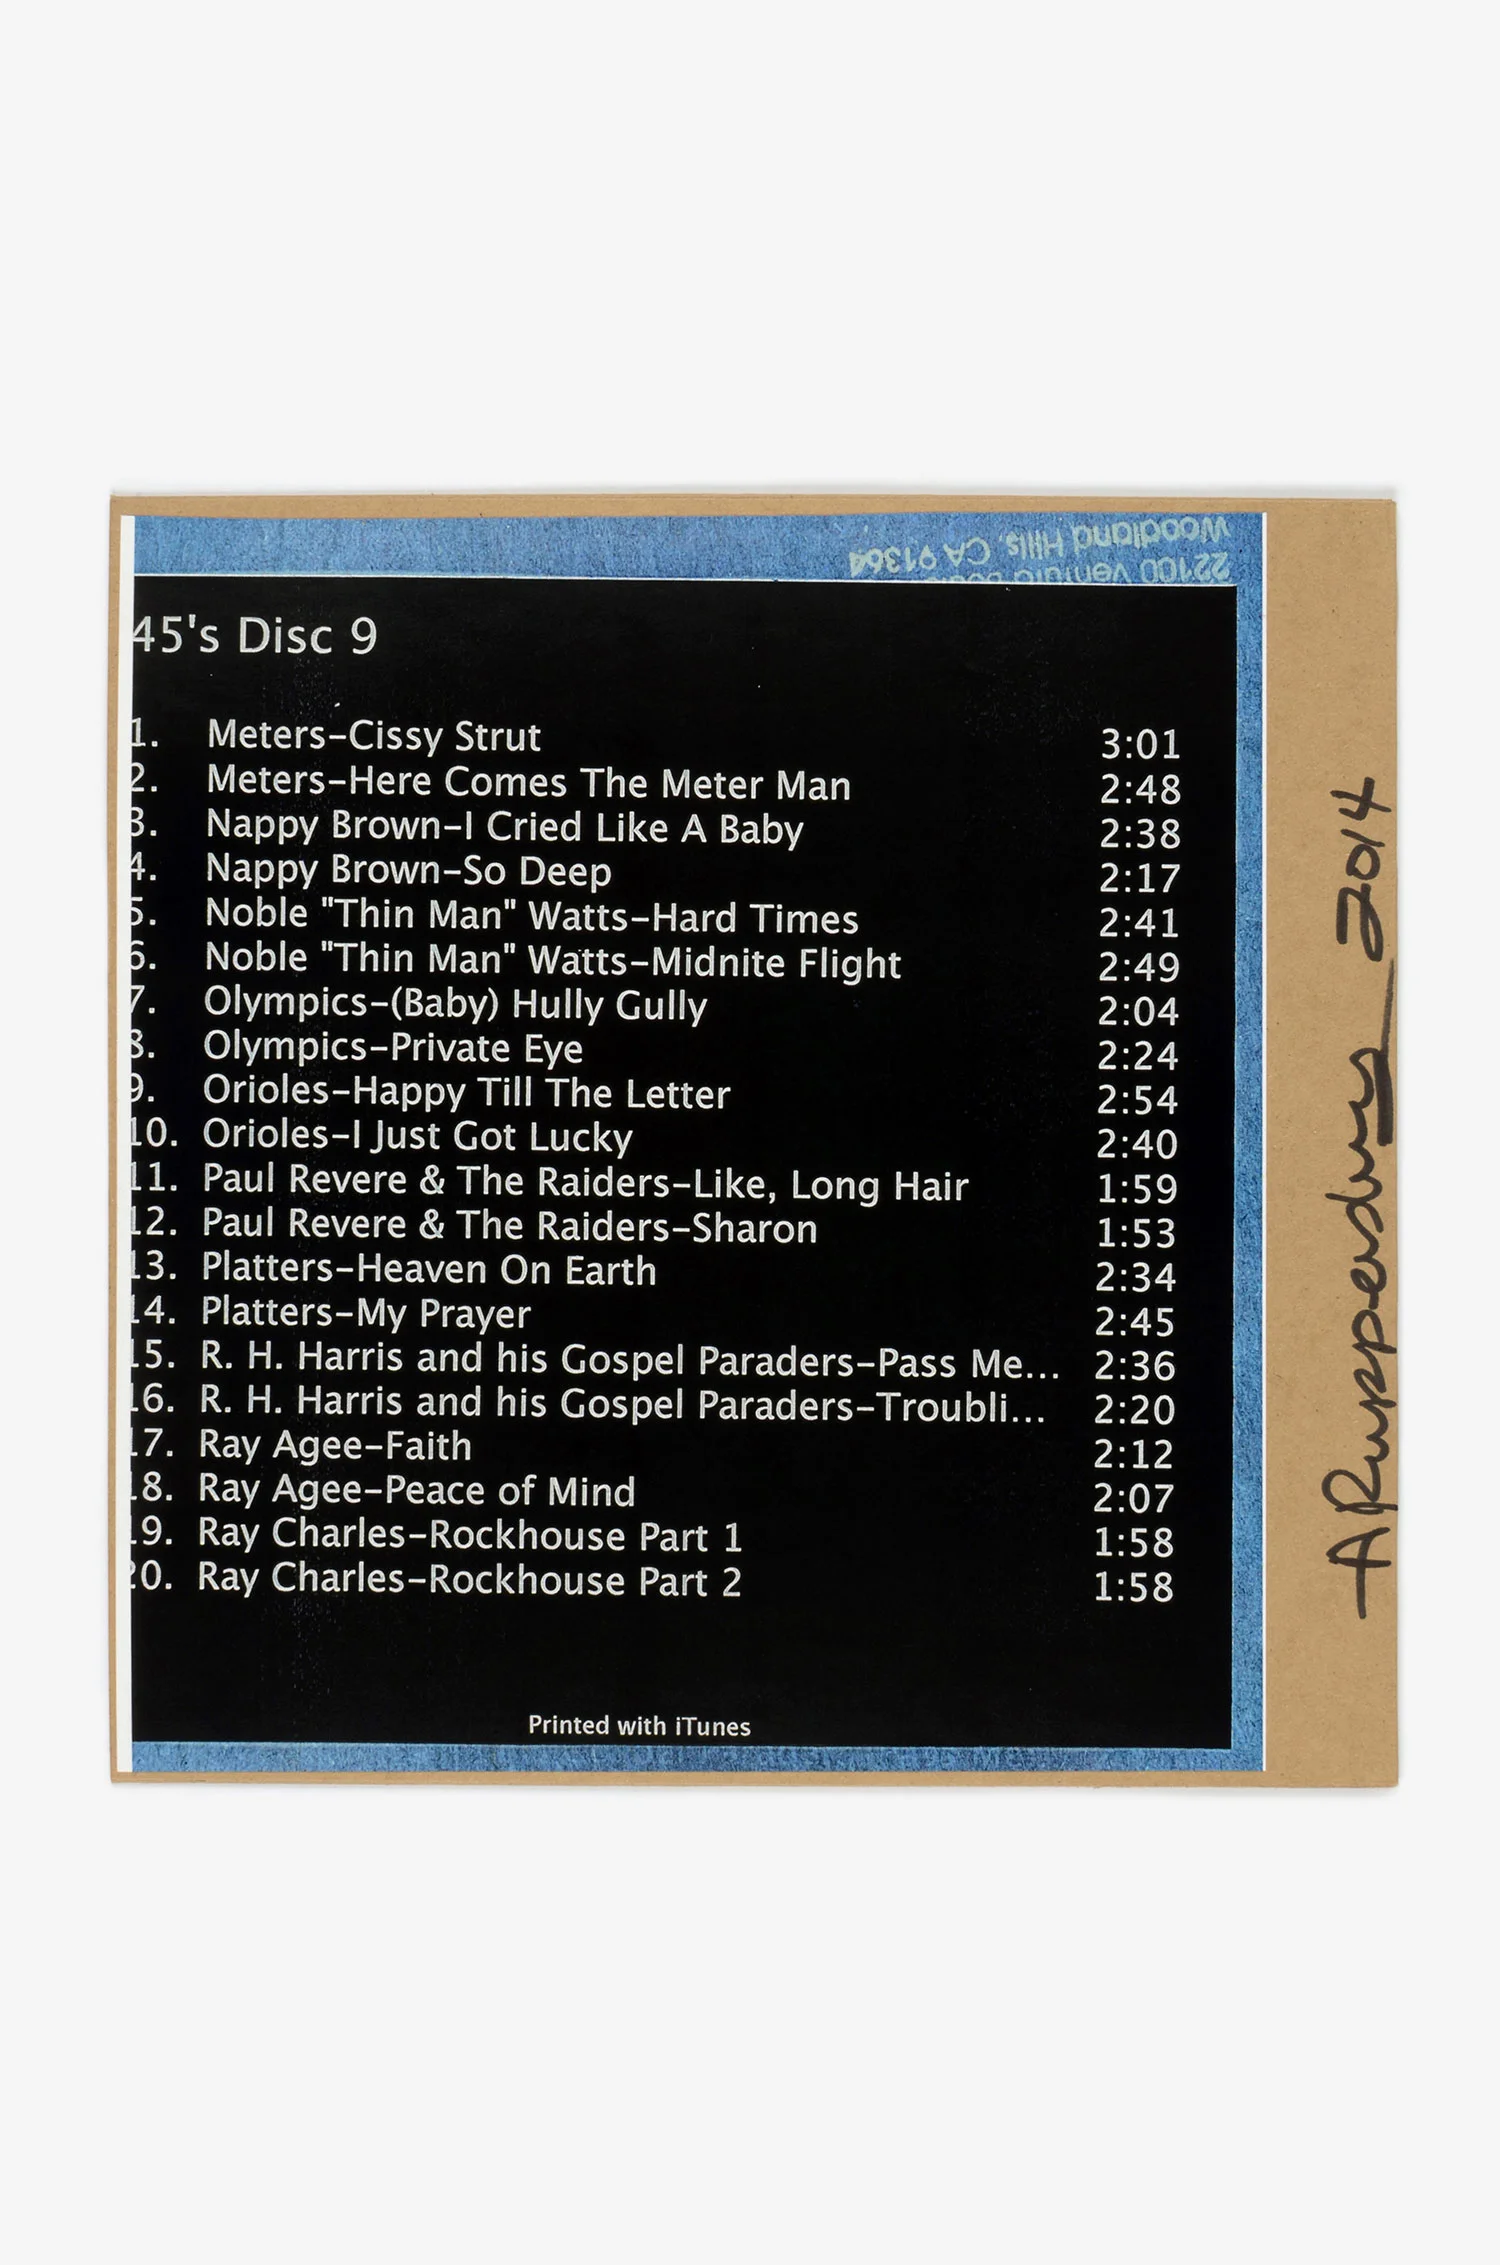 Woodland Hills, CA 91364
22100
45's Disc 9
1. Meters–Cissy Strut 3:01
2. Meters–Here Comes The Meter Man 2:48
3. Nappy Brown–I Cried Like A Baby 2:38
4. Nappy Brown–So Deep 2:17
5. Noble "Thin Man" Watts–Hard Times 2:41
6. Noble "Thin Man" Watts–Midnite Flight 2:49
7. Olympics–(Baby) Hully Gully 2:04
8. Olympics–Private Eye 2:24
9. Orioles–Happy Till The Letter 2:54
10. Orioles–I Just Got Lucky 2:40
11. Paul Revere & The Raiders–Like, Long Hair 1:59
12. Paul Revere & The Raiders–Sharon 1:53
13. Platters–Heaven On Earth 2:34
14. Platters–My Prayer 2:45
15. R. H. Harris and his Gospel Paraders–Pass Me... 2:36
16. R. H. Harris and his Gospel Paraders–Troubli... 2:20
17. Ray Agee–Faith 2:12
18. Ray Agee–Peace of Mind 2:07
19. Ray Charles–Rockhouse Part 1 1:58
20. Ray Charles–Rockhouse Part 2 1:58
Printed with iTunes
ARuppersberg 2014